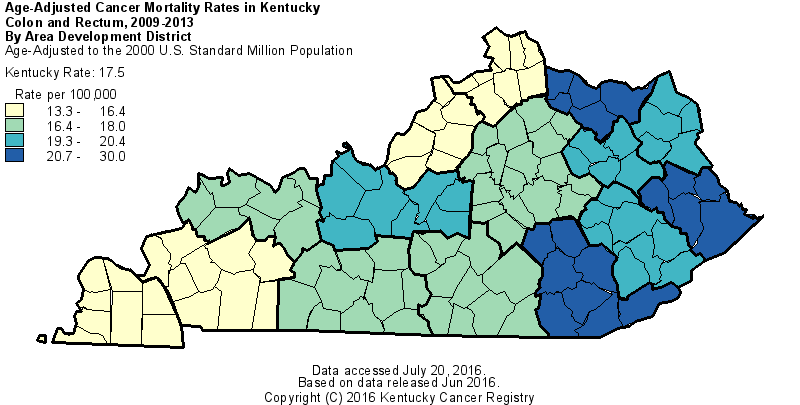 Age-Adjusted Cancer Mortality Rates in Kentucky
Colon and Rectum, 2009-2013
By Area Development District
Age-Adjusted to the 2000 U.S. Standard Million Population
Kentucky Rate: 17.5
Rate per 100,000
13.3 - 16.4
16.4 - 18.0
19.3 - 20.4
20.7 - 30.0
Data accessed July 20, 2016.
Based on data released Jun 2016.
Copyright (C) 2016 Kentucky Cancer Registry